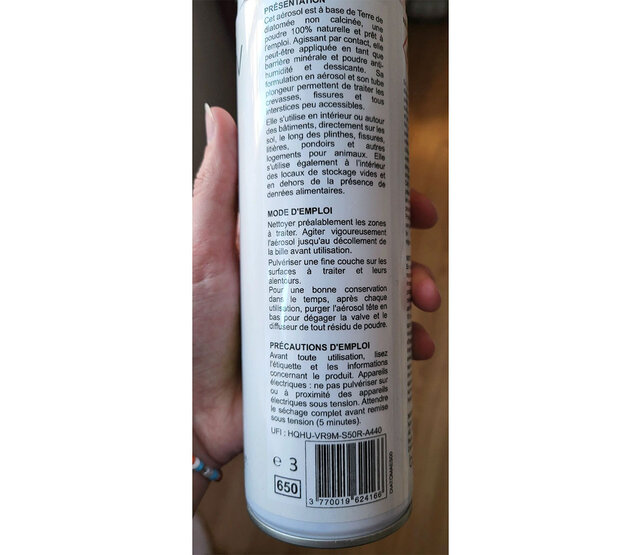 PRÉSENTATION
Cet aérosol est à base de Terre de
diatomée non calcinée, une
poudre 100% naturelle et prêt à
l'emploi. Agissant par contact, elle
peut-être appliquée en tant que
barrière minérale et poudre anti-
humidité et dessicante. Sa
formulation en aérosol et son tube
plongeur permettent de traiter les
crevasses, fissures et tous
interstices peu accessibles.
Elle s'utilise en intérieur ou autour
des bâtiments, directement sur les
sol, le long des plinthes, fissures,
litières, pondoirs et autres
logements pour animaux. Elle
s'utilise également à l'intérieur
des locaux de stockage vides et
en dehors de la présence de
denrées alimentaires.
MODE D'EMPLOI
Nettoyer préalablement les zones
à traiter. Agiter vigoureusement
l'aérosol jusqu'au décollement de
la bille avant utilisation.
Pulvériser une fine couche sur les
surfaces à traiter et leurs
alentours.
Pour une bonne conservation
dans le temps, après chaque
utilisation, purger l'aérosol tête en
bas pour dégager la valve et le
diffuseur de tout résidu de poudre.
PRÉCAUTIONS D'EMPLOI
Avant toute utilisation, lisez
l'étiquette et les informations
concernant le produit. Appareils
électriques : ne pas pulvériser sur
ou à proximité des appareils
électriques sous tension. Attendre
le séchage complet avant remise
sous tension (5 minutes).
UFI : HQHU-VR9M-S50R-A440
e 3
650
3 770019 624166